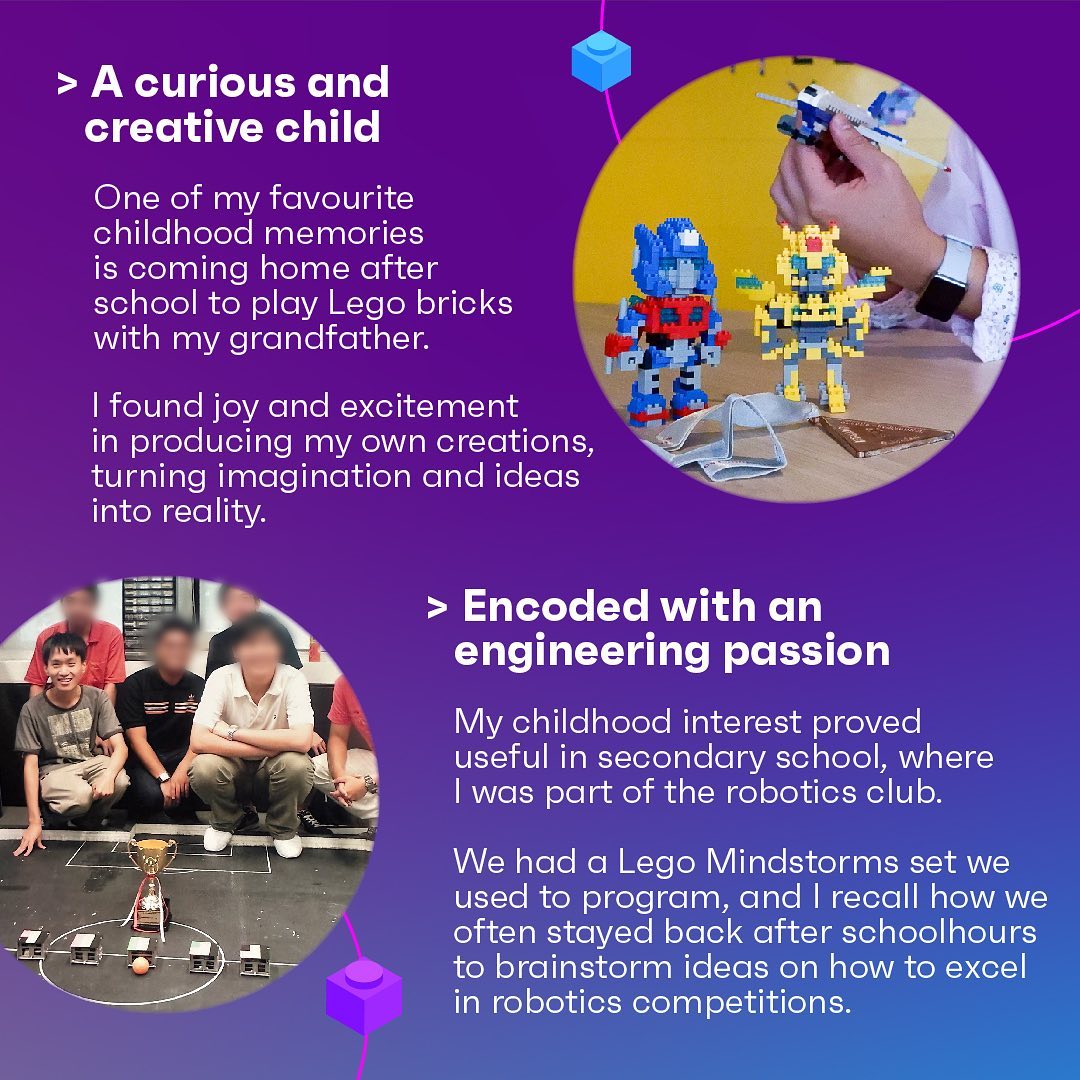 > A curious and
creative child
One of my favourite
childhood memories
is coming home after
school to play Lego bricks
with my grandfather.
I found joy and excitement
in producing my own creations,
turning imagination and ideas
into reality.
> Encoded with an
engineering passion
My childhood interest proved
useful in secondary school, where
I was part of the robotics club.
We had a Lego Mindstorms set we
used to program, and I recall how we
often stayed back after schoolhours
to brainstorm ideas on how to excel
in robotics competitions.